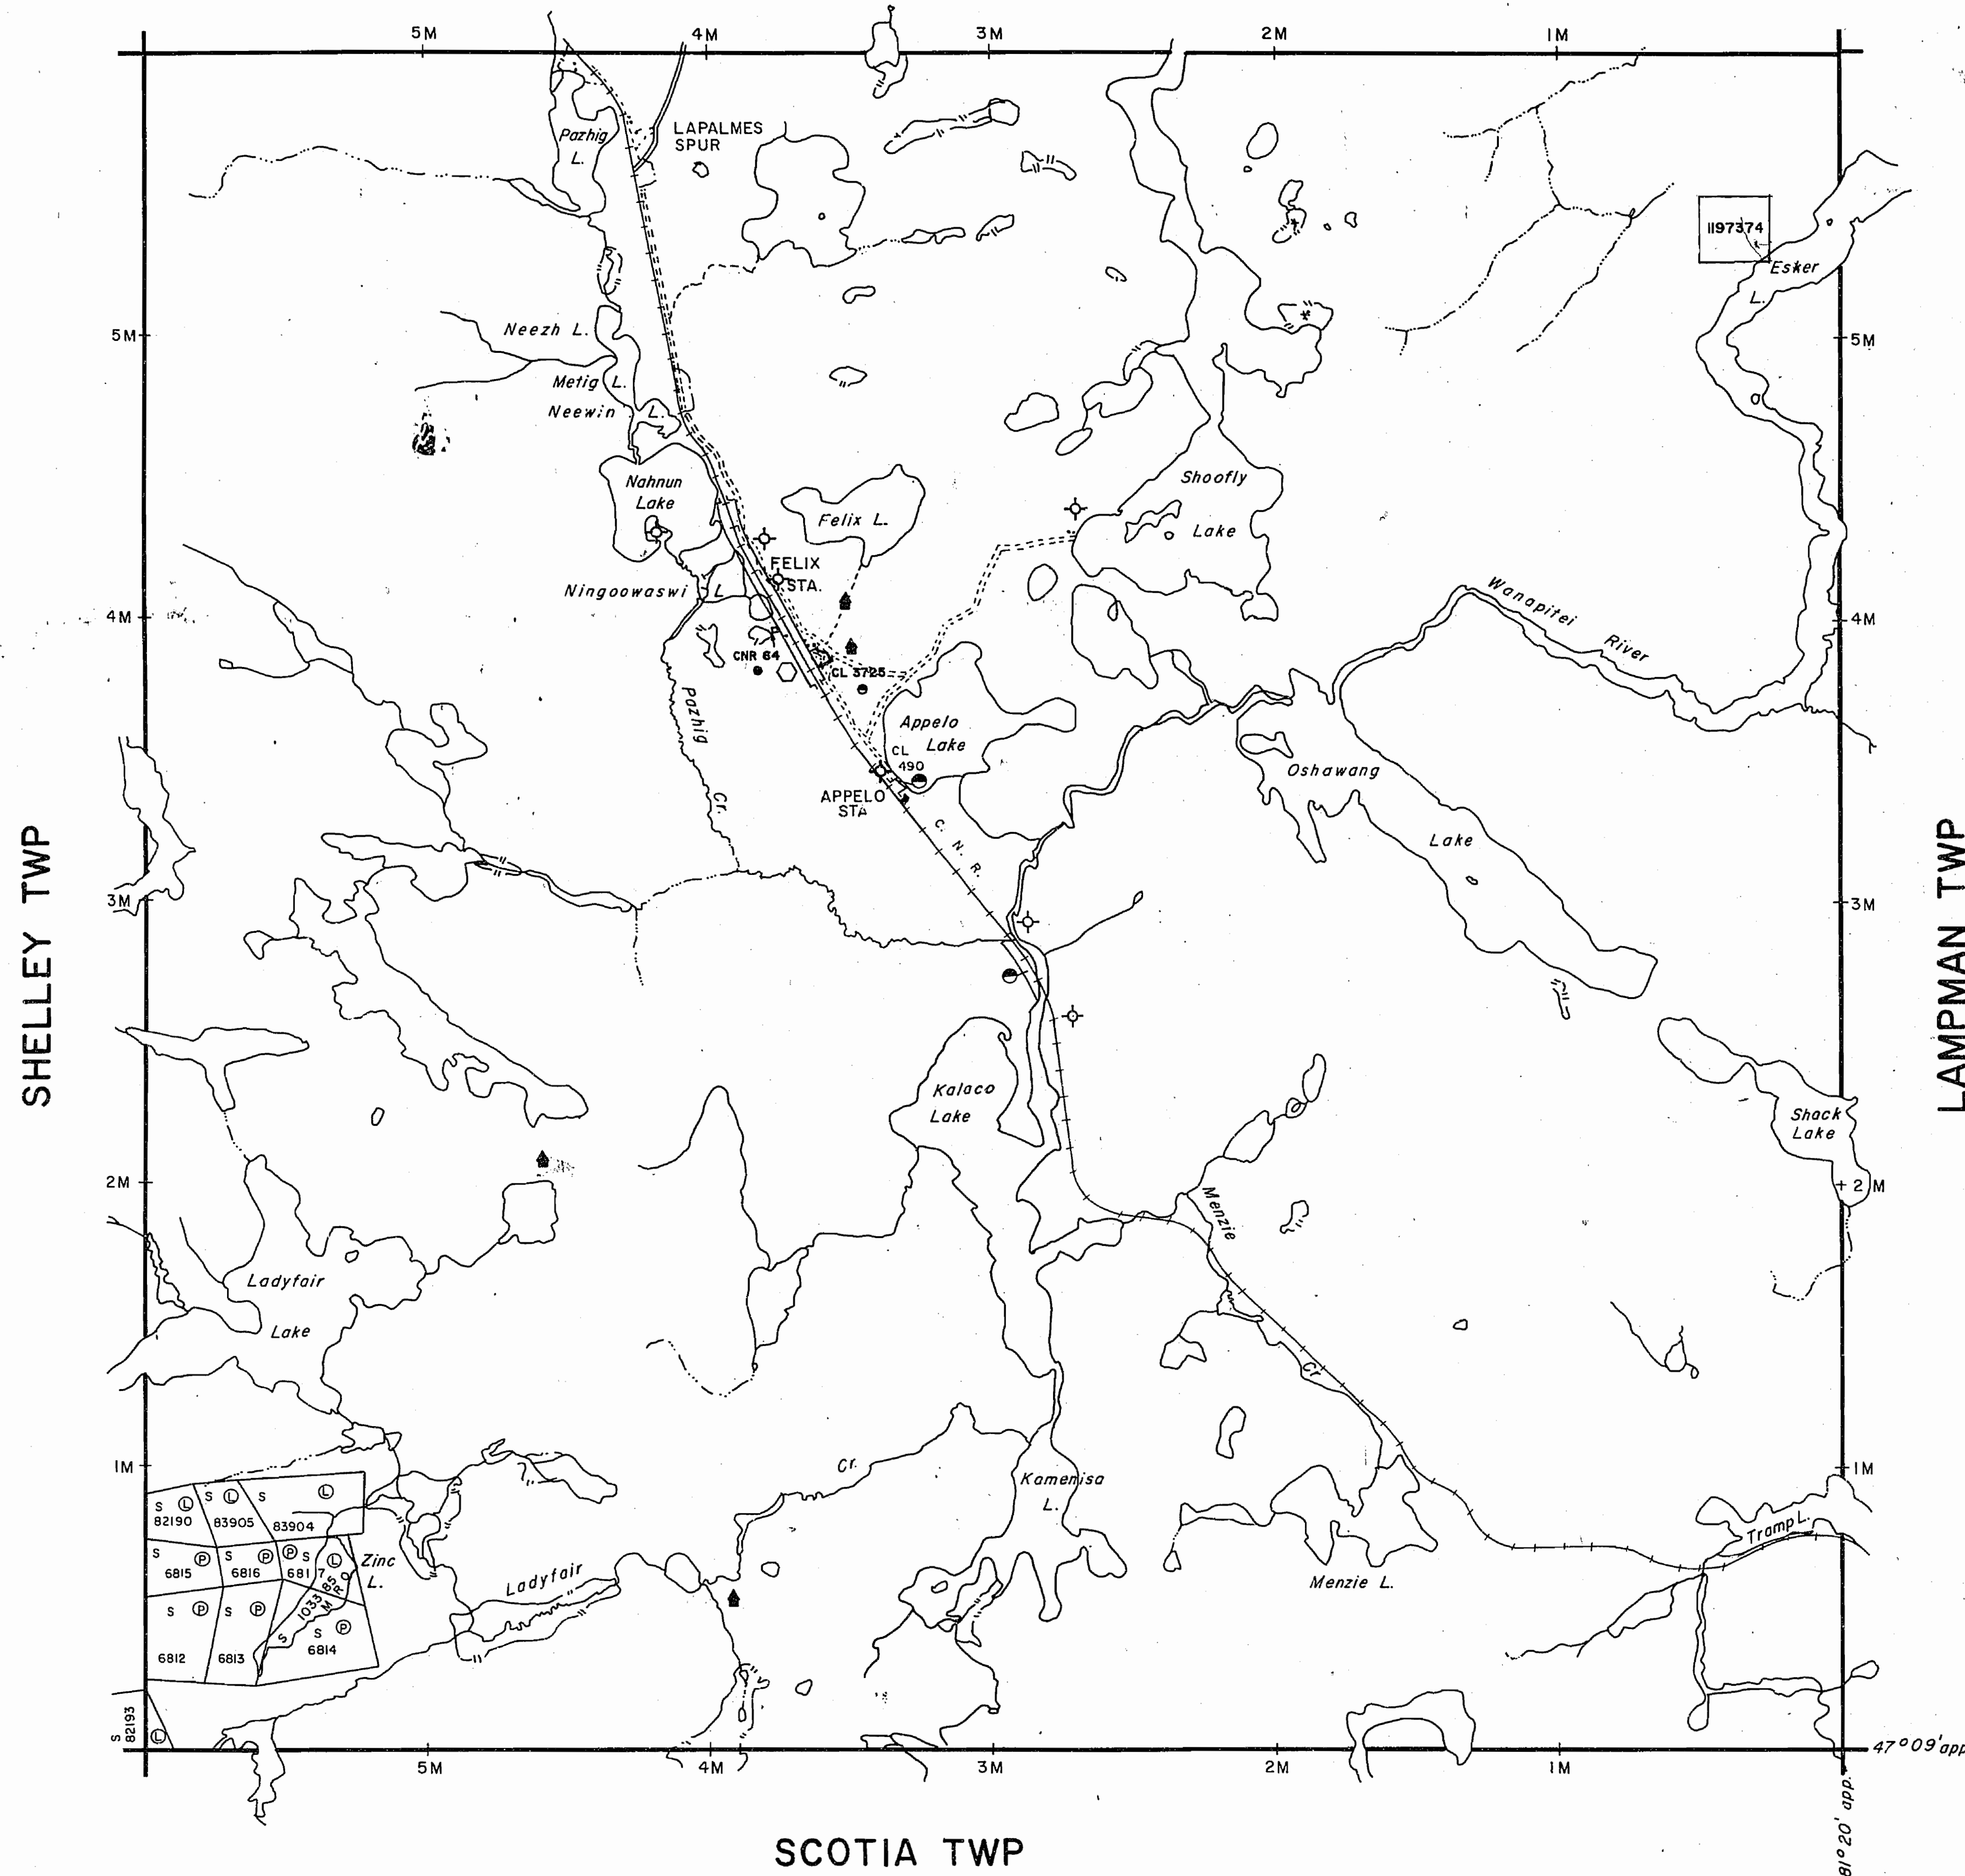 5M
4M
3M
2M
1M
LAPALMES
SPUR
Pazhig
L.
1197374
Esker
L.
Neezh L.
5M
5M
Metig L.
Neewin L.
Nahnun
Lake
Felix L.
Shoofly
Lake
FELIX
STA.
Ningoowaswi L
4M
4M
Wanapitei
River
CNR 64
CL 3725
Pazhig
Cr.
Appelo
Lake
CL
490
Oshawang
Lake
APPELO
STA
C. N. R.
SHELLEY TWP
LAMPMAN TWP
3M
3M
Kalaco
Lake
Shack
Lake
2M
2M
Menzie
Cr
Ladyfair
Lake
1M
1M
Cr.
Kamenisa
L.
S L
82190
S L
83905
S L
83904
Tramp L.
S P
6815
S P
6816
P S L
6817
Zinc
L.
Ladyfair
Menzie L.
S 103385
M R O
S P
6812
S P
6813
S P
6814
S
82193
L
47°09' app
5M
4M
3M
2M
1M
81°20' app.
SCOTIA TWP